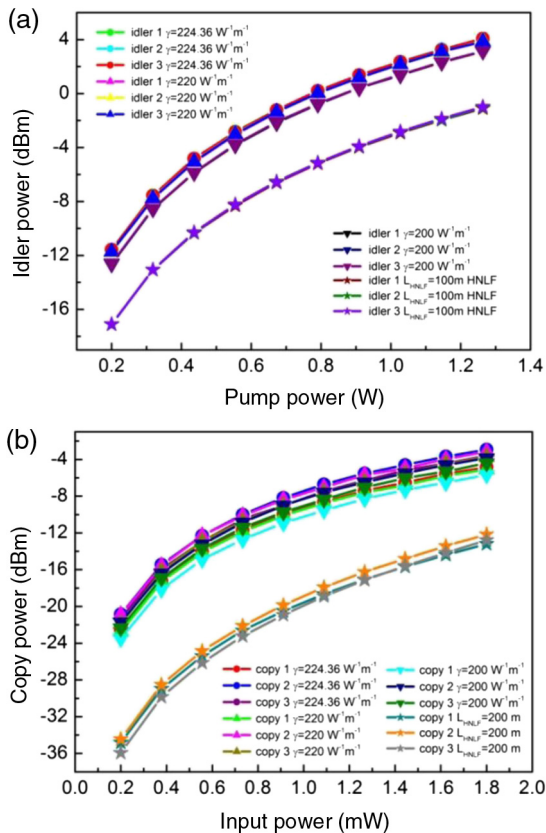 (a)
idler 1 γ=224.36 W⁻¹m⁻¹
idler 2 γ=224.36 W⁻¹m⁻¹
idler 3 γ=224.36 W⁻¹m⁻¹
idler 1 γ=220 W⁻¹m⁻¹
idler 2 γ=220 W⁻¹m⁻¹
idler 3 γ=220 W⁻¹m⁻¹
idler 1 γ=200 W⁻¹m⁻¹
idler 2 γ=200 W⁻¹m⁻¹
idler 3 γ=200 W⁻¹m⁻¹
idler 1 L_HNLF=100m HNLF
idler 2 L_HNLF=100m HNLF
idler 3 L_HNLF=100m HNLF
4
0
-4
-8
-12
-16
Idler power (dBm)
0.2 0.4 0.6 0.8 1.0 1.2 1.4
Pump power (W)
(b)
-4
-8
-12
-16
-20
-24
-28
-32
-36
Copy power (dBm)
copy 1 γ=224.36 W⁻¹m⁻¹
copy 2 γ=224.36 W⁻¹m⁻¹
copy 3 γ=224.36 W⁻¹m⁻¹
copy 1 γ=220 W⁻¹m⁻¹
copy 2 γ=220 W⁻¹m⁻¹
copy 3 γ=220 W⁻¹m⁻¹
copy 1 γ=200 W⁻¹m⁻¹
copy 2 γ=200 W⁻¹m⁻¹
copy 3 γ=200 W⁻¹m⁻¹
copy 1 L_HNLF=200 m
copy 2 L_HNLF=200 m
copy 3 L_HNLF=200 m
0.0 0.2 0.4 0.6 0.8 1.0 1.2 1.4 1.6 1.8 2.0
Input power (mW)